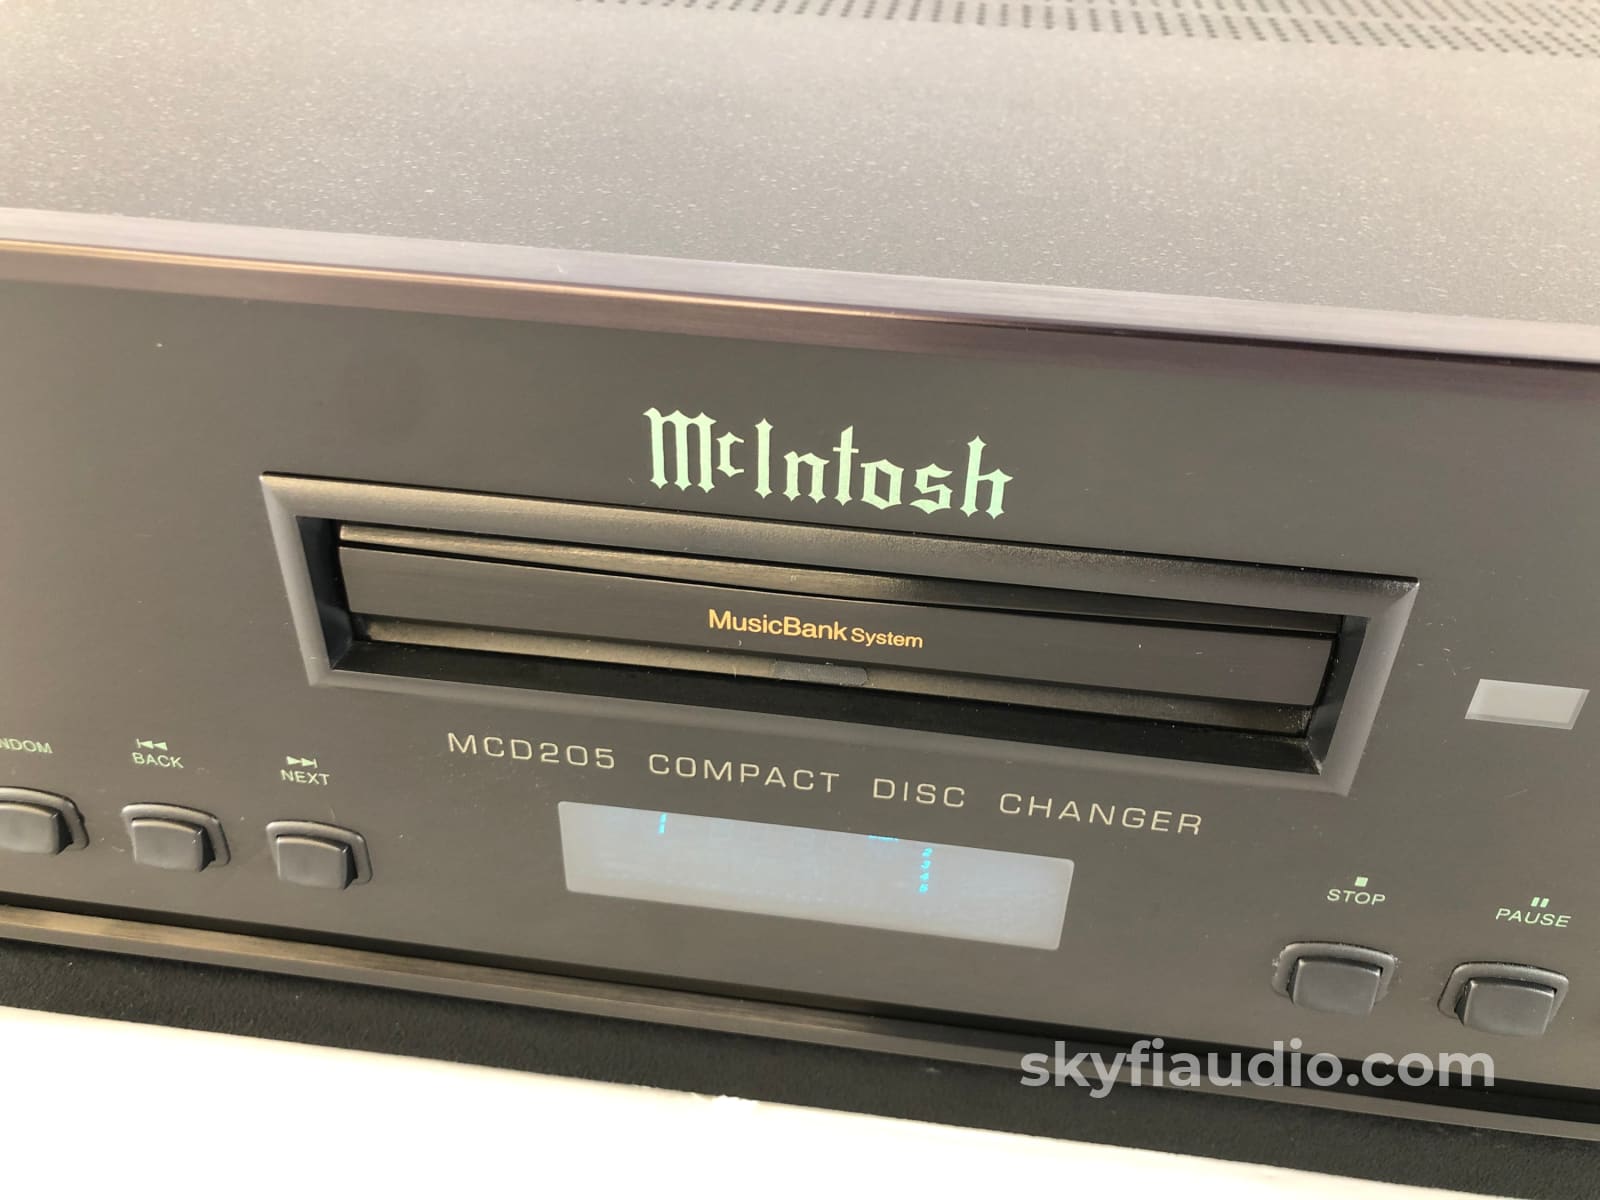 McIntosh
MusicBank System
MCD205 COMPACT DISC CHANGER
NDOM
BACK
NEXT
STOP
PAUSE
skyfiaudio.com